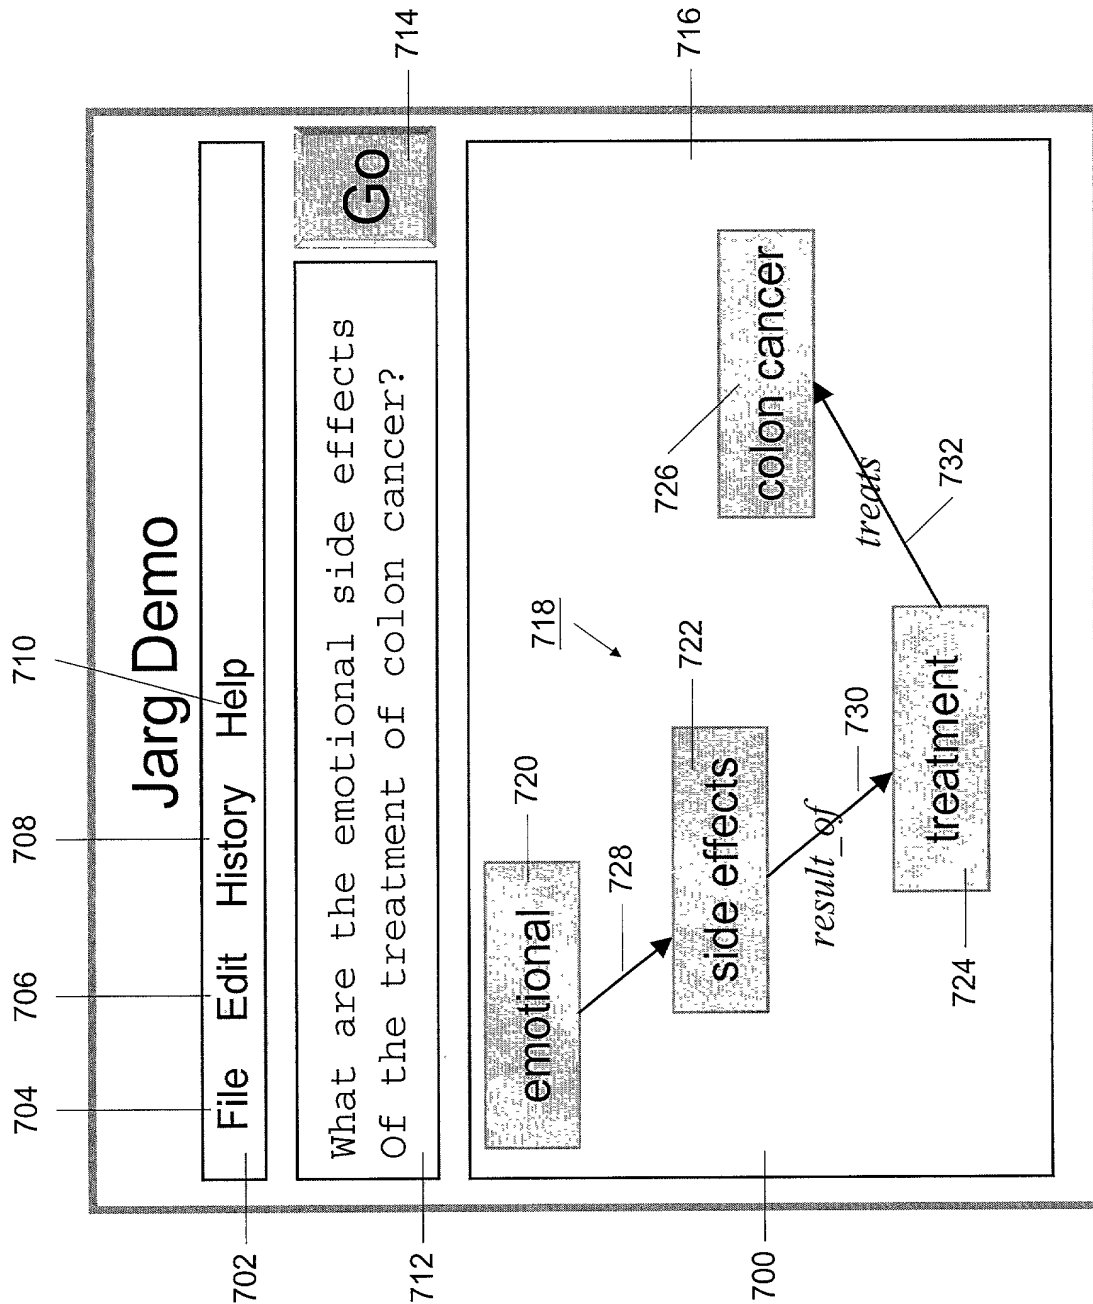 704
706
708
710
Jarg Demo
702
File Edit History Help
712
What are the emotional side effects
Of the treatment of colon cancer?
Go
714
700
716
718
emotional
720
728
side effects
722
result_of
730
724
treatment
treats
732
726
colon cancer